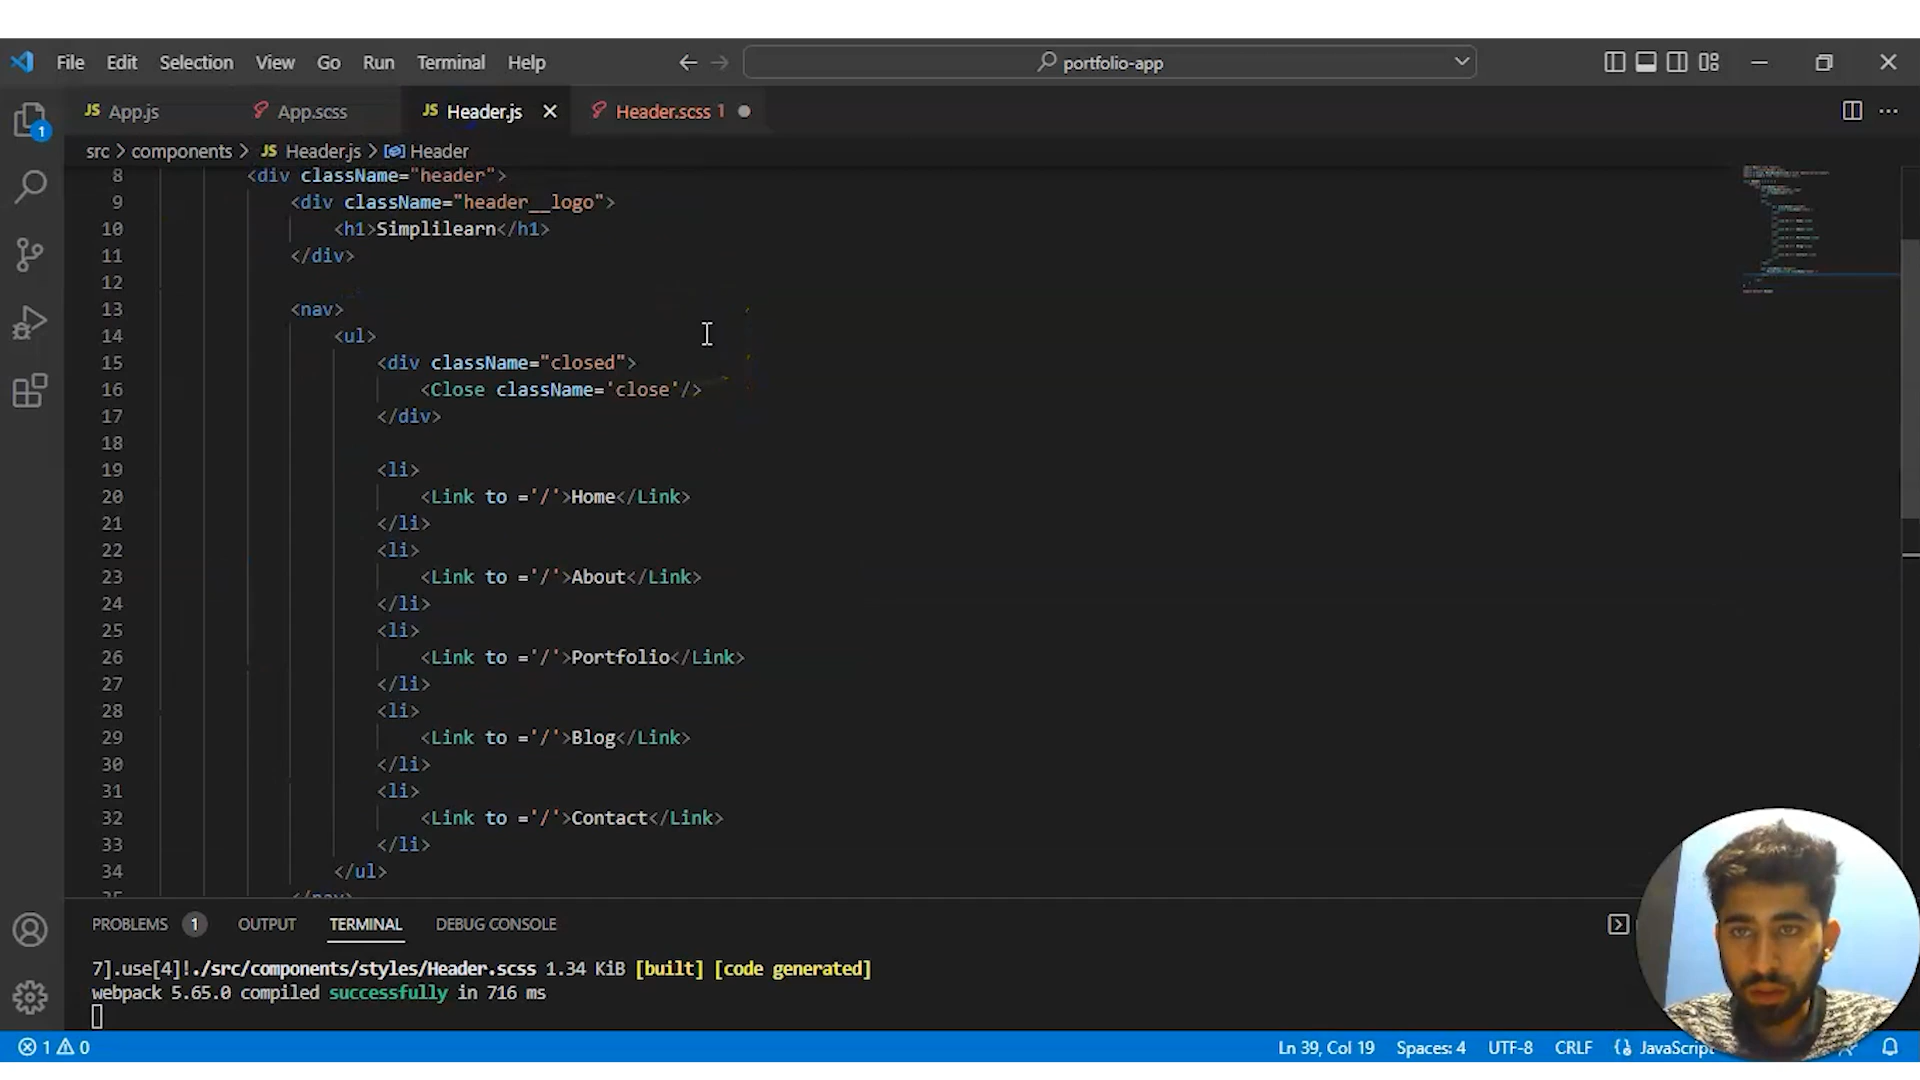 File Edit Selection View Go Run Terminal Help
portfolio-app
1
JS App.js
App.scss
JS Header.js
Header.scss 1
src > components > JS Header.js > Header
8 <div className="header">
9 <div className="header__logo">
10 <h1>Simplilearn</h1>
11 </div>
12
13 <nav>
14 <ul>
15 <div className="closed">
16 <Close className='close'/>
17 </div>
18
19 <li>
20 <Link to ='/'>Home</Link>
21 </li>
22 <li>
23 <Link to ='/'>About</Link>
24 </li>
25 <li>
26 <Link to ='/'>Portfolio</Link>
27 </li>
28 <li>
29 <Link to ='/'>Blog</Link>
30 </li>
31 <li>
32 <Link to ='/'>Contact</Link>
33 </li>
34 </ul>
35 </nav>
PROBLEMS 1 OUTPUT TERMINAL DEBUG CONSOLE
7].use[4]!./src/components/styles/Header.scss 1.34 KiB [built] [code generated]
webpack 5.65.0 compiled successfully in 716 ms
1 0
Ln 39, Col 19 Spaces: 4 UTF-8 CRLF {} JavaScript